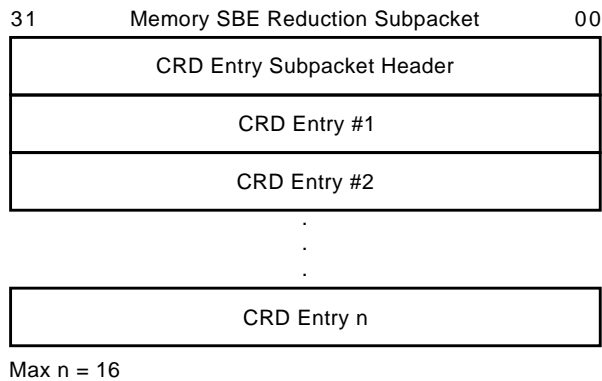 31 Memory SBE Reduction Subpacket 00
CRD Entry Subpacket Header
CRD Entry #1
CRD Entry #2
.
.
.
CRD Entry n
Max n = 16